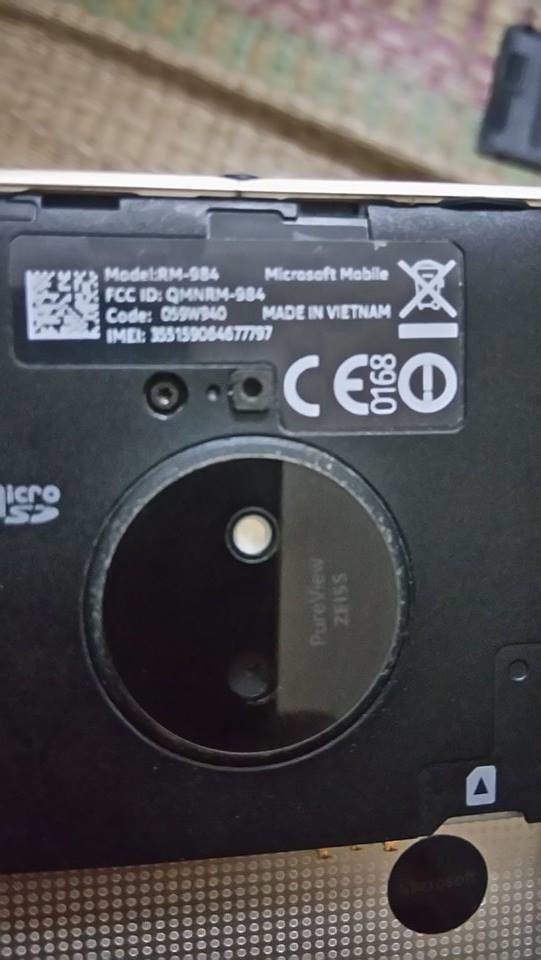 Model:RM-984 Microsoft Mobile
FCC ID: QMNRM-984
Code: 059W940 MADE IN VIETNAM
IMEI: 355159064677797
CE 0168
micro
SD
PureView
ZEISS
Microsoft